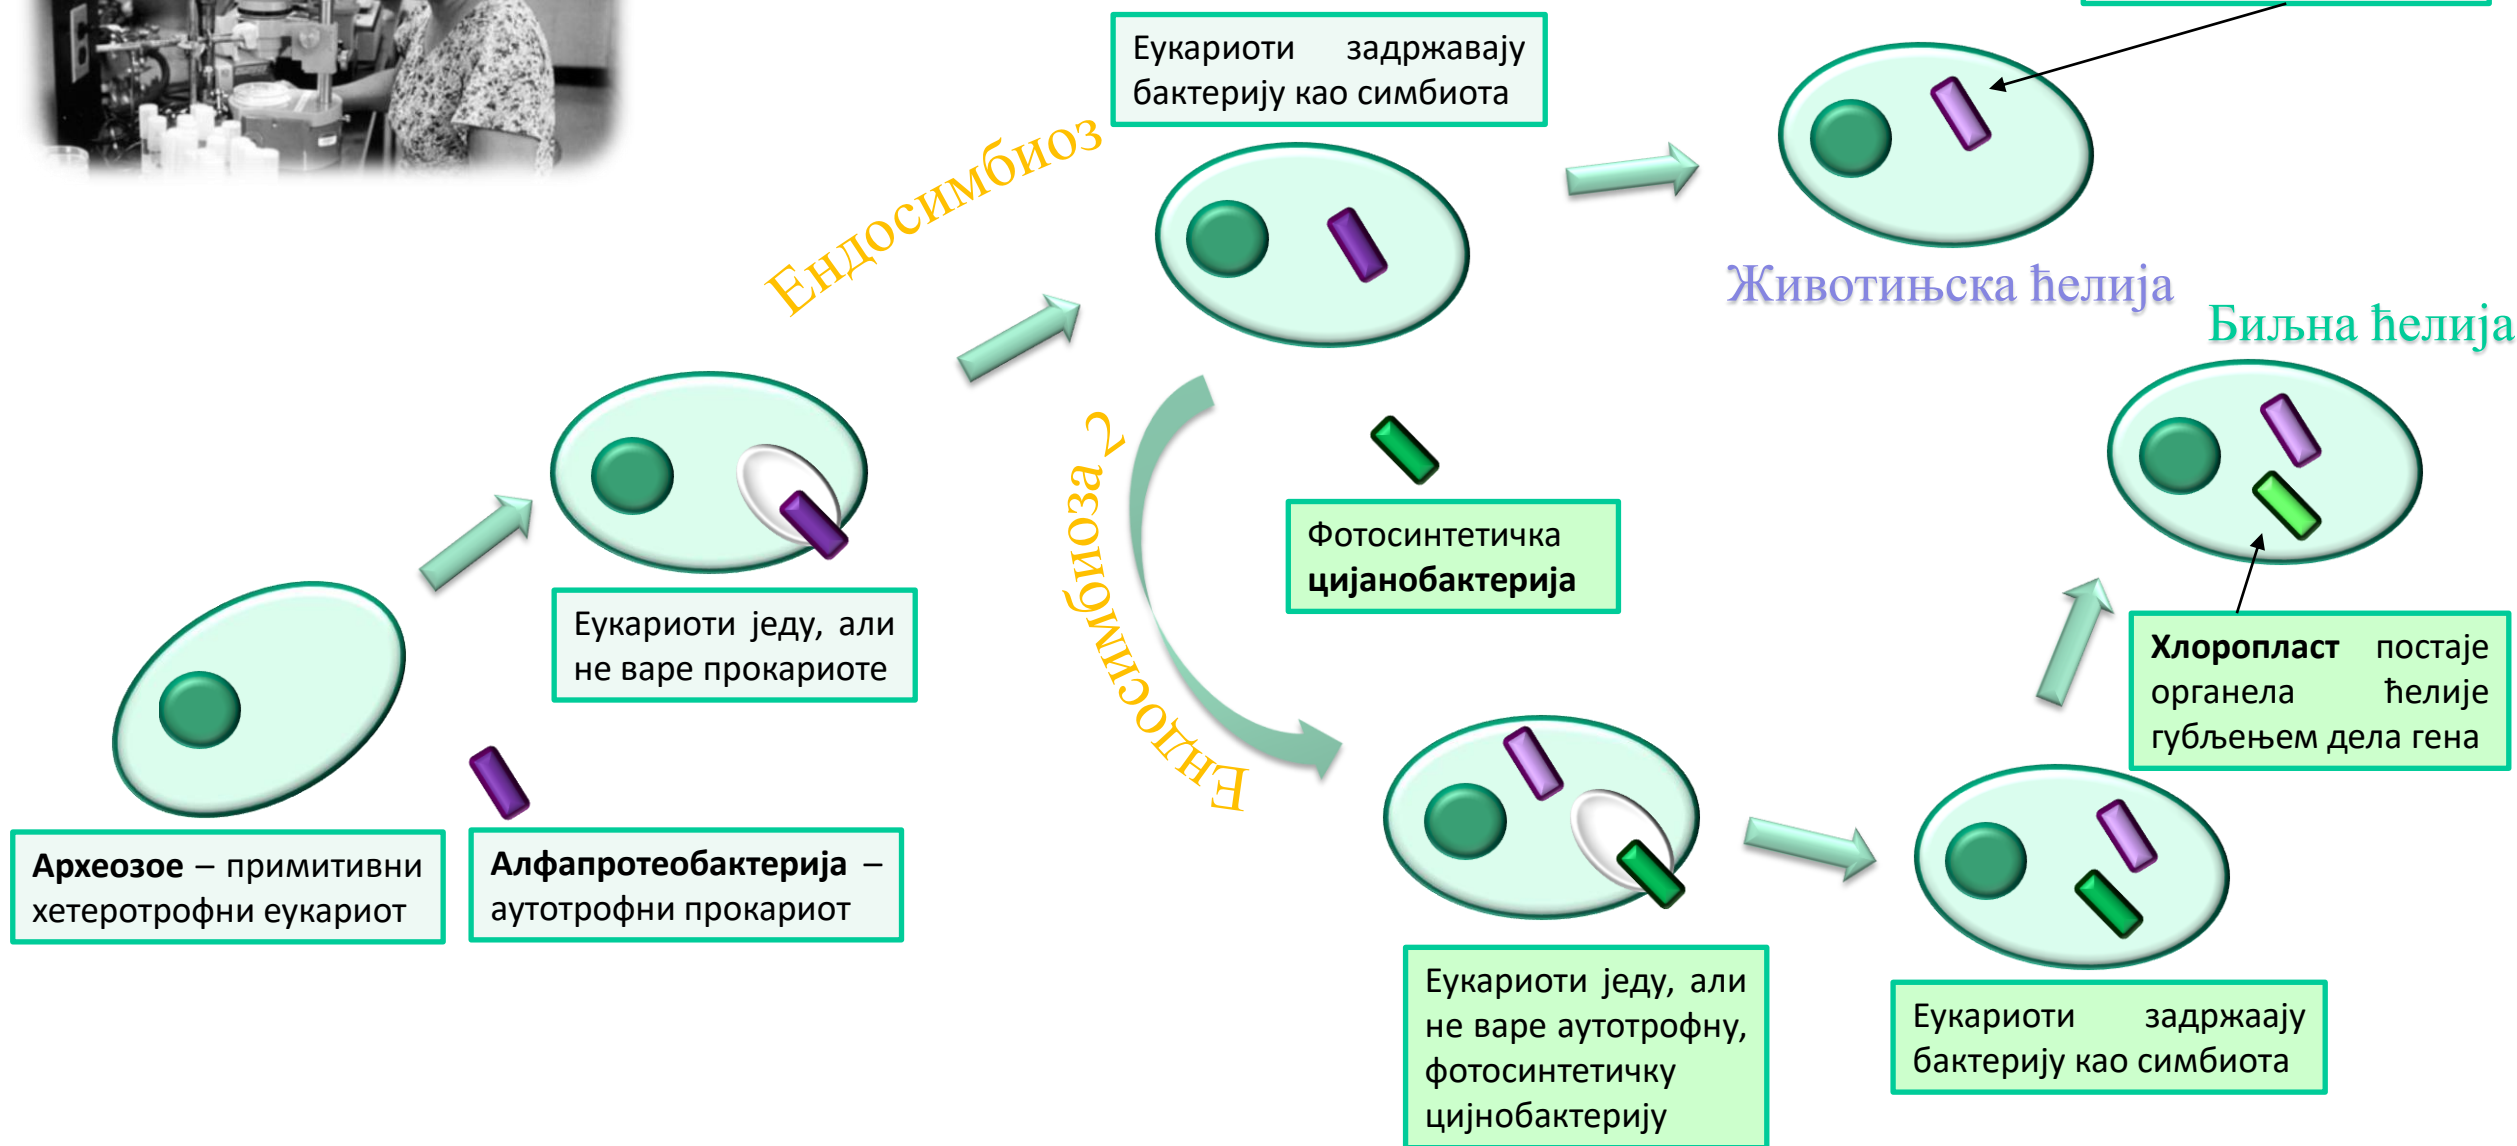 Еукариоти задржавају
бактерију као симбиота
Ендосимбиоз
Животињска ћелија
Биљна ћелија
Ендосимбиоза 2
Фотосинтетичка
цијанобактерија
Еукариоти једу, али
не варе прокариоте
Хлоропласт постаје
органела ћелије
губљењем дела гена
Археозое – примитивни
хетеротрофни еукариот
Алфапротеобактерија –
аутотрофни прокариот
Еукариоти једу, али
не варе аутотрофну,
фотосинтетичку
цијнобактерију
Еукариоти задржаају
бактерију као симбиота